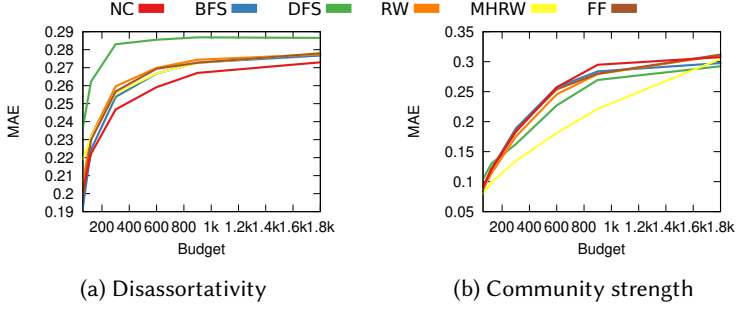 NC BFS DFS RW MHRW FF
0.29
0.28
0.27
0.26
0.25
0.24
0.23
0.22
0.21
0.2
0.19
MAE
200 400 600 800 1k 1.2k 1.4k 1.6k 1.8k
Budget
(a) Disassortativity
0.35
0.3
0.25
0.2
0.15
0.1
0.05
MAE
200 400 600 800 1k 1.2k 1.4k 1.6k 1.8k
Budget
(b) Community strength